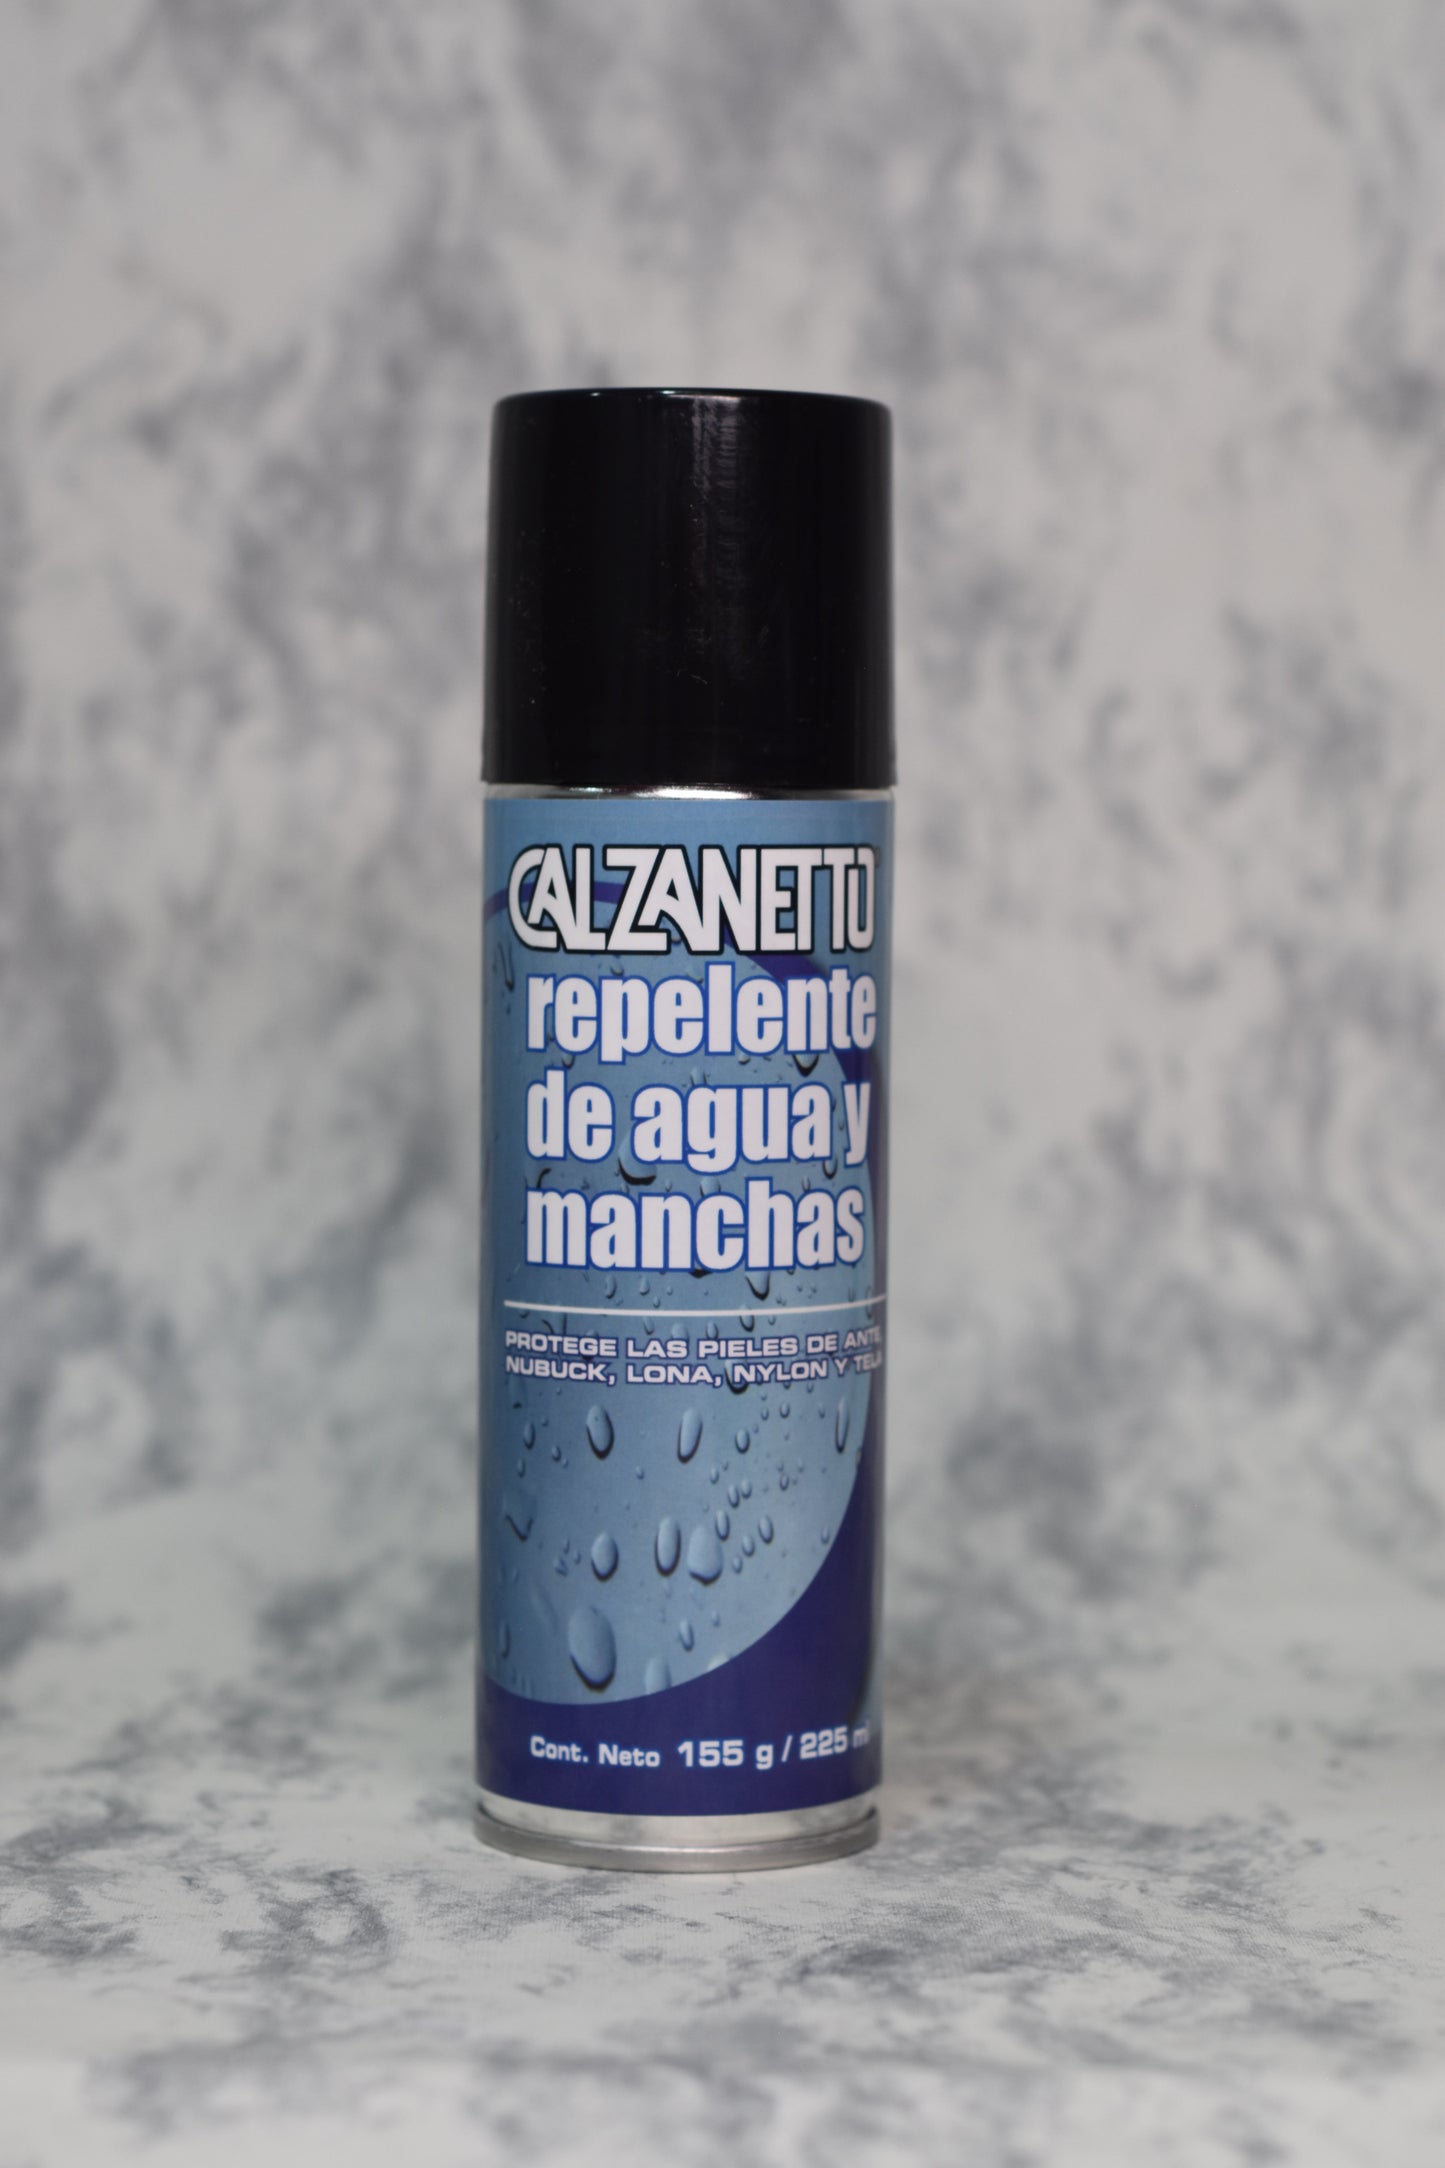 CALZANETTO
repelente
de agua y
manchas
PROTEGE LAS PIELES DE ANTE,
NUBUCK, LONA, NYLON Y TELA
Cont. Neto 155 g / 225 ml